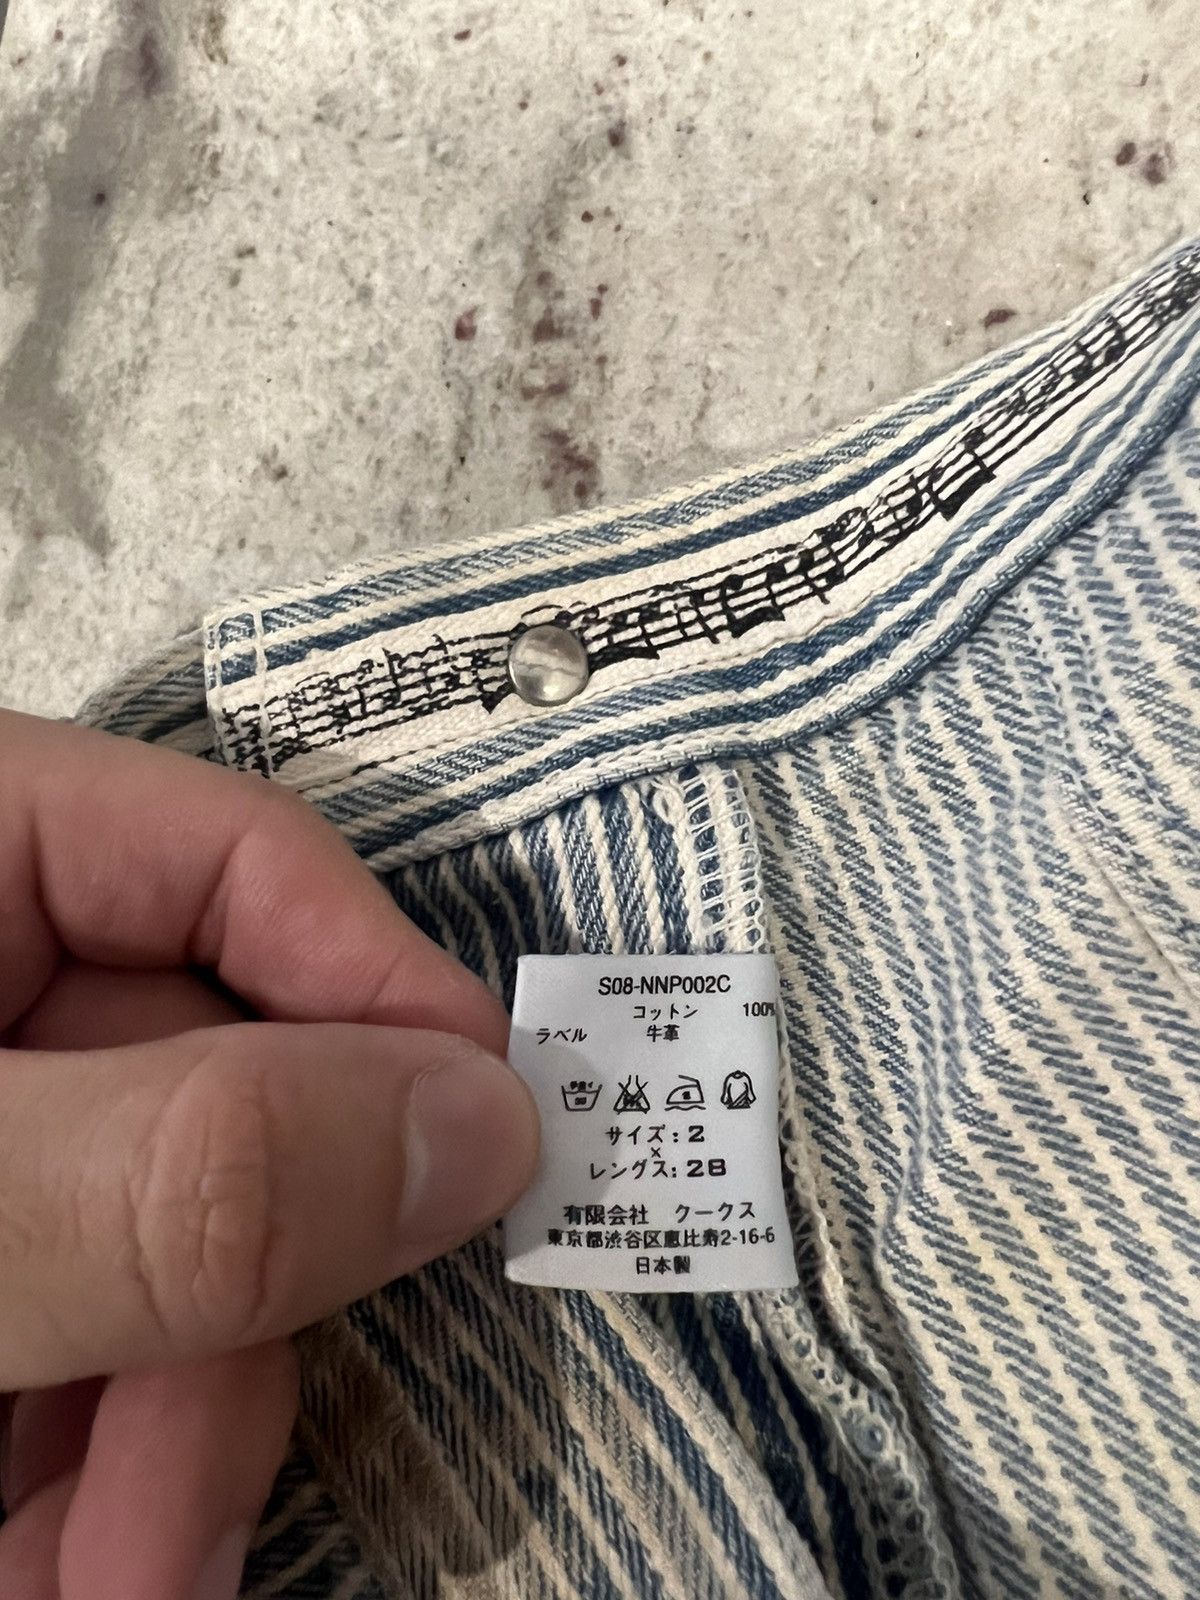 S08-NNP002C
コットン 100%
ラベル 牛革
サイズ: 2
×
レングス: 28
有限会社 クークス
東京都渋谷区恵比寿2-16-6
日本製